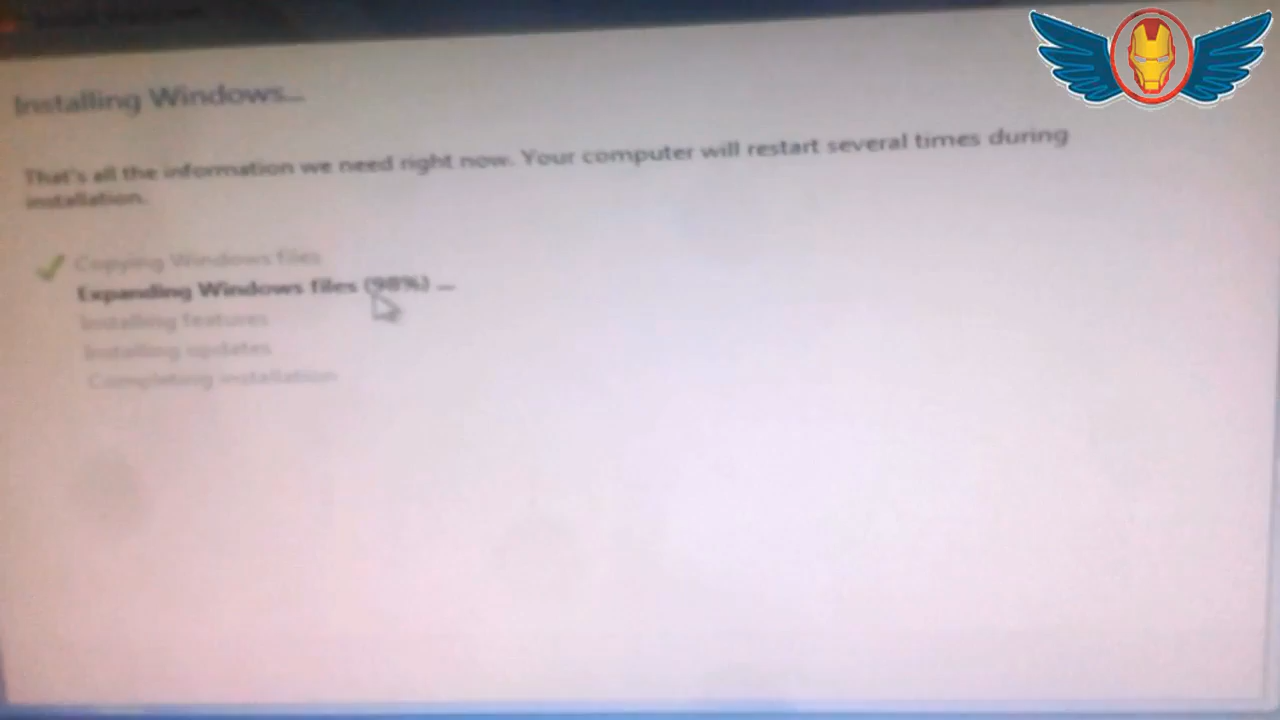 Installing Windows...
That's all the information we need right now. Your computer will restart several times during
installation.
Copying Windows files
Expanding Windows files (98%) ...
Installing features
Installing updates
Completing installation